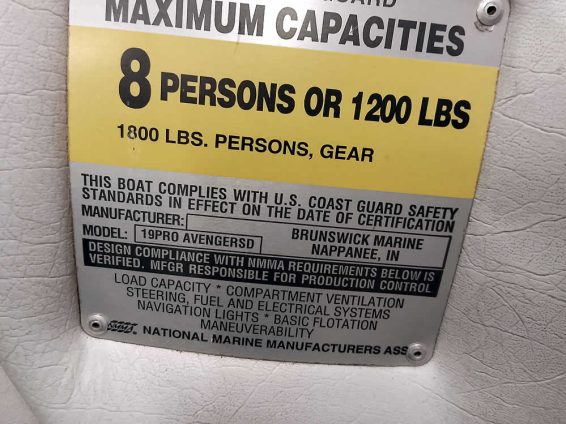 GUARD
MAXIMUM CAPACITIES
8 PERSONS OR 1200 LBS
1800 LBS. PERSONS, GEAR
THIS BOAT COMPLIES WITH U.S. COAST GUARD SAFETY
STANDARDS IN EFFECT ON THE DATE OF CERTIFICATION
MANUFACTURER: BRUNSWICK MARINE
MODEL: 19PRO AVENGERSD NAPPANEE, IN
DESIGN COMPLIANCE WITH NMMA REQUIREMENTS BELOW IS
VERIFIED. MFGR RESPONSIBLE FOR PRODUCTION CONTROL
LOAD CAPACITY * COMPARTMENT VENTILATION
STEERING, FUEL AND ELECTRICAL SYSTEMS
NAVIGATION LIGHTS * BASIC FLOTATION
MANEUVERABILITY
NATIONAL MARINE MANUFACTURERS ASS